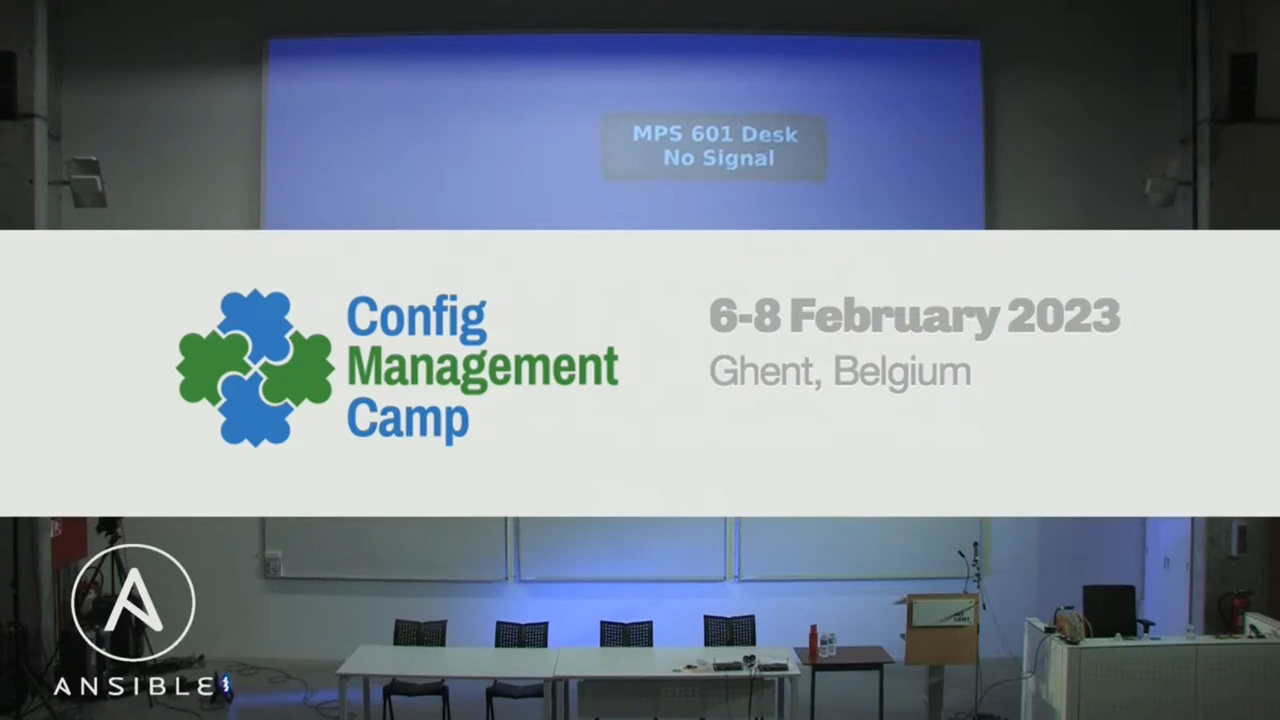 MPS 601 Desk
No Signal
Config
Management
Camp
6-8 February 2023
Ghent, Belgium
ANSIBLE